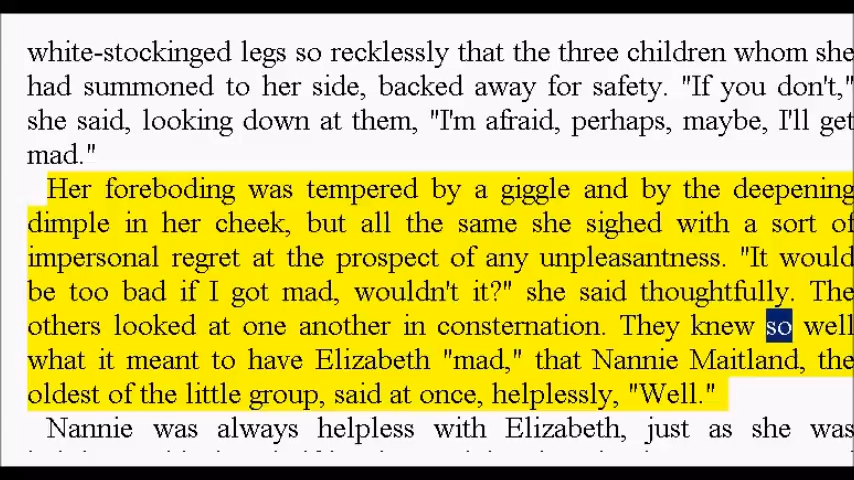 white-stockinged legs so recklessly that the three children whom she
had summoned to her side, backed away for safety. "If you don't,"
she said, looking down at them, "I'm afraid, perhaps, maybe, I'll get
mad."
Her foreboding was tempered by a giggle and by the deepening
dimple in her cheek, but all the same she sighed with a sort of
impersonal regret at the prospect of any unpleasantness. "It would
be too bad if I got mad, wouldn't it?" she said thoughtfully. The
others looked at one another in consternation. They knew so well
what it meant to have Elizabeth "mad," that Nannie Maitland, the
oldest of the little group, said at once, helplessly, "Well."
Nannie was always helpless with Elizabeth, just as she was